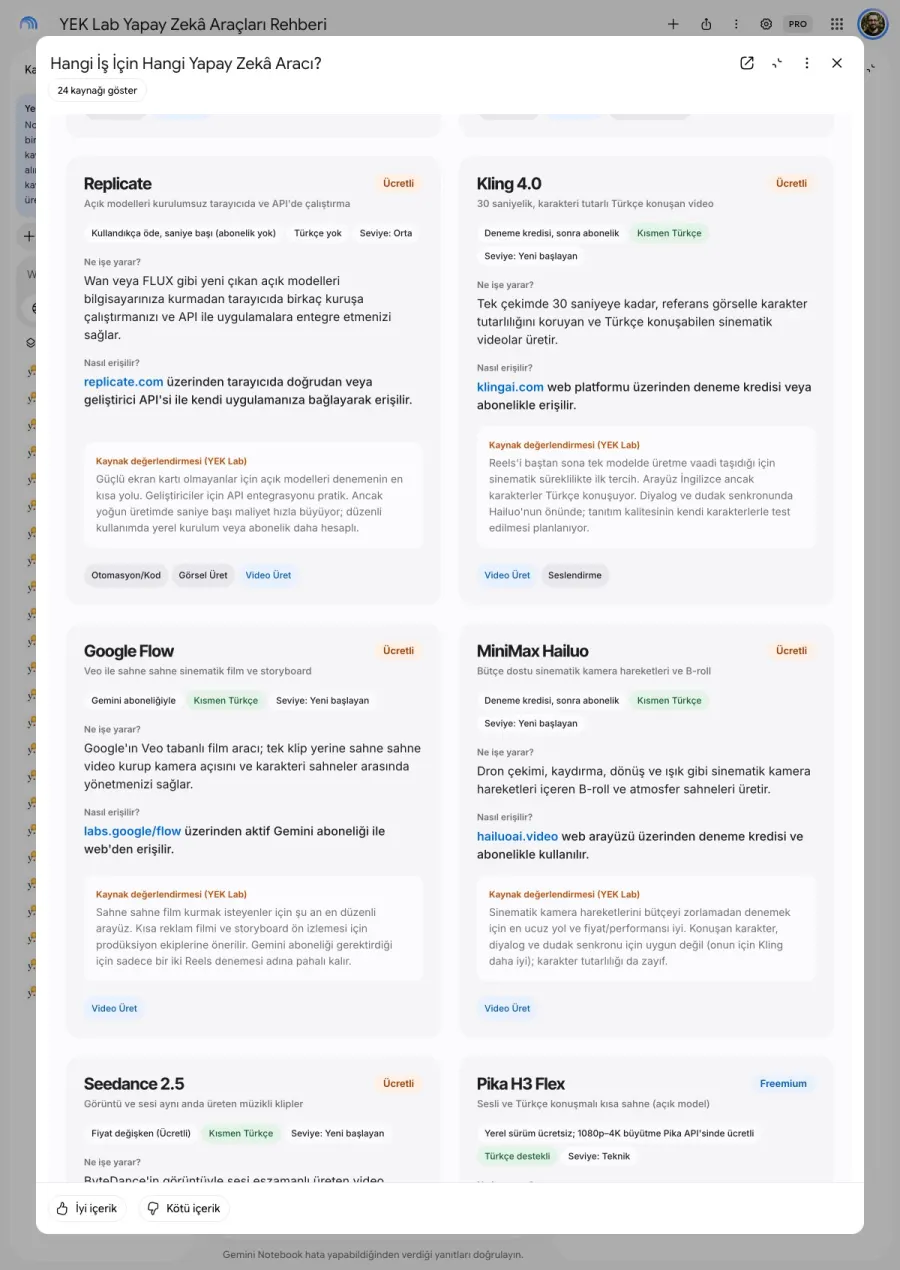 YEK Lab Yapay Zekâ Araçları Rehberi
PRO
Hangi İş İçin Hangi Yapay Zekâ Aracı?
24 kaynağı göster
Replicate
Ücretli
Açık modelleri kurulumsuz tarayıcıda ve API'de çalıştırma
Kullandıkça öde, saniye başı (abonelik yok)
Türkçe yok
Seviye: Orta
Ne işe yarar?
Wan veya FLUX gibi yeni çıkan açık modelleri
bilgisayarınıza kurmadan tarayıcıda birkaç kuruşa
çalıştırmanızı ve API ile uygulamalara entegre etmenizi
sağlar.
Nasıl erişilir?
replicate.com üzerinden tarayıcıda doğrudan veya
geliştirici API'si ile kendi uygulamanıza bağlayarak erişilir.
Kaynak değerlendirmesi (YEK Lab)
Güçlü ekran kartı olmayanlar için açık modelleri denemenin en
kısa yolu. Geliştiriciler için API entegrasyonu pratik. Ancak
yoğun üretimde saniye başı maliyet hızla büyüyor; düzenli
kullanımda yerel kurulum veya abonelik daha hesaplı.
Otomasyon/Kod
Görsel Üret
Video Üret
Kling 4.0
Ücretli
30 saniyelik, karakteri tutarlı Türkçe konuşan video
Deneme kredisi, sonra abonelik
Kısmen Türkçe
Seviye: Yeni başlayan
Ne işe yarar?
Tek çekimde 30 saniyeye kadar, referans görselle karakter
tutarlılığını koruyan ve Türkçe konuşabilen sinematik
videolar üretir.
Nasıl erişilir?
klingai.com web platformu üzerinden deneme kredisi veya
abonelikle erişilir.
Kaynak değerlendirmesi (YEK Lab)
Reels'i baştan sona tek modelde üretme vaadi taşıdığı için
sinematik süreklilikte ilk tercih. Arayüz İngilizce ancak
karakterler Türkçe konuşuyor. Diyalog ve dudak senkronunda
Hailuo'nun önünde; tanıtım kalitesinin kendi karakterlerle test
edilmesi planlanıyor.
Video Üret
Seslendirme
Google Flow
Ücretli
Veo ile sahne sahne sinematik film ve storyboard
Gemini aboneliğiyle
Kısmen Türkçe
Seviye: Yeni başlayan
Ne işe yarar?
Google'ın Veo tabanlı film aracı; tek klip yerine sahne sahne
video kurup kamera açısını ve karakteri sahneler arasında
yönetmenizi sağlar.
Nasıl erişilir?
labs.google/flow üzerinden aktif Gemini aboneliği ile
web'den erişilir.
Kaynak değerlendirmesi (YEK Lab)
Sahne sahne film kurmak isteyenler için şu an en düzenli
arayüz. Kısa reklam filmi ve storyboard ön izlemesi için
prodüksiyon ekiplerine önerilir. Gemini aboneliği gerektirdiği
için sadece bir iki Reels denemesi adına pahalı kalır.
Video Üret
MiniMax Hailuo
Ücretli
Bütçe dostu sinematik kamera hareketleri ve B-roll
Deneme kredisi, sonra abonelik
Kısmen Türkçe
Seviye: Yeni başlayan
Ne işe yarar?
Dron çekimi, kaydırma, dönüş ve ışık gibi sinematik kamera
hareketleri içeren B-roll ve atmosfer sahneleri üretir.
Nasıl erişilir?
hailuoai.video web arayüzü üzerinden deneme kredisi ve
abonelikle kullanılır.
Kaynak değerlendirmesi (YEK Lab)
Sinematik kamera hareketlerini bütçeyi zorlamadan denemek
için en ucuz yol ve fiyat/performansı iyi. Konuşan karakter,
diyalog ve dudak senkronu için uygun değil (onun için Kling
daha iyi); karakter tutarlılığı da zayıf.
Video Üret
Seedance 2.5
Ücretli
Görüntü ve sesi aynı anda üreten müzikli klipler
Fiyat değişken (Ücretli)
Kısmen Türkçe
Seviye: Yeni başlayan
Ne işe yarar?
ByteDance'in görüntüyle sesi eşzamanlı üreten video
Pika H3 Flex
Freemium
Sesli ve Türkçe konuşmalı kısa sahne (açık model)
Yerel sürüm ücretsiz; 1080p–4K büyütme Pika API'sinde ücretli
Türkçe destekli
Seviye: Teknik
İyi içerik
Kötü içerik
Gemini Notebook hata yapabildiğinden verdiği yanıtları doğrulayın.